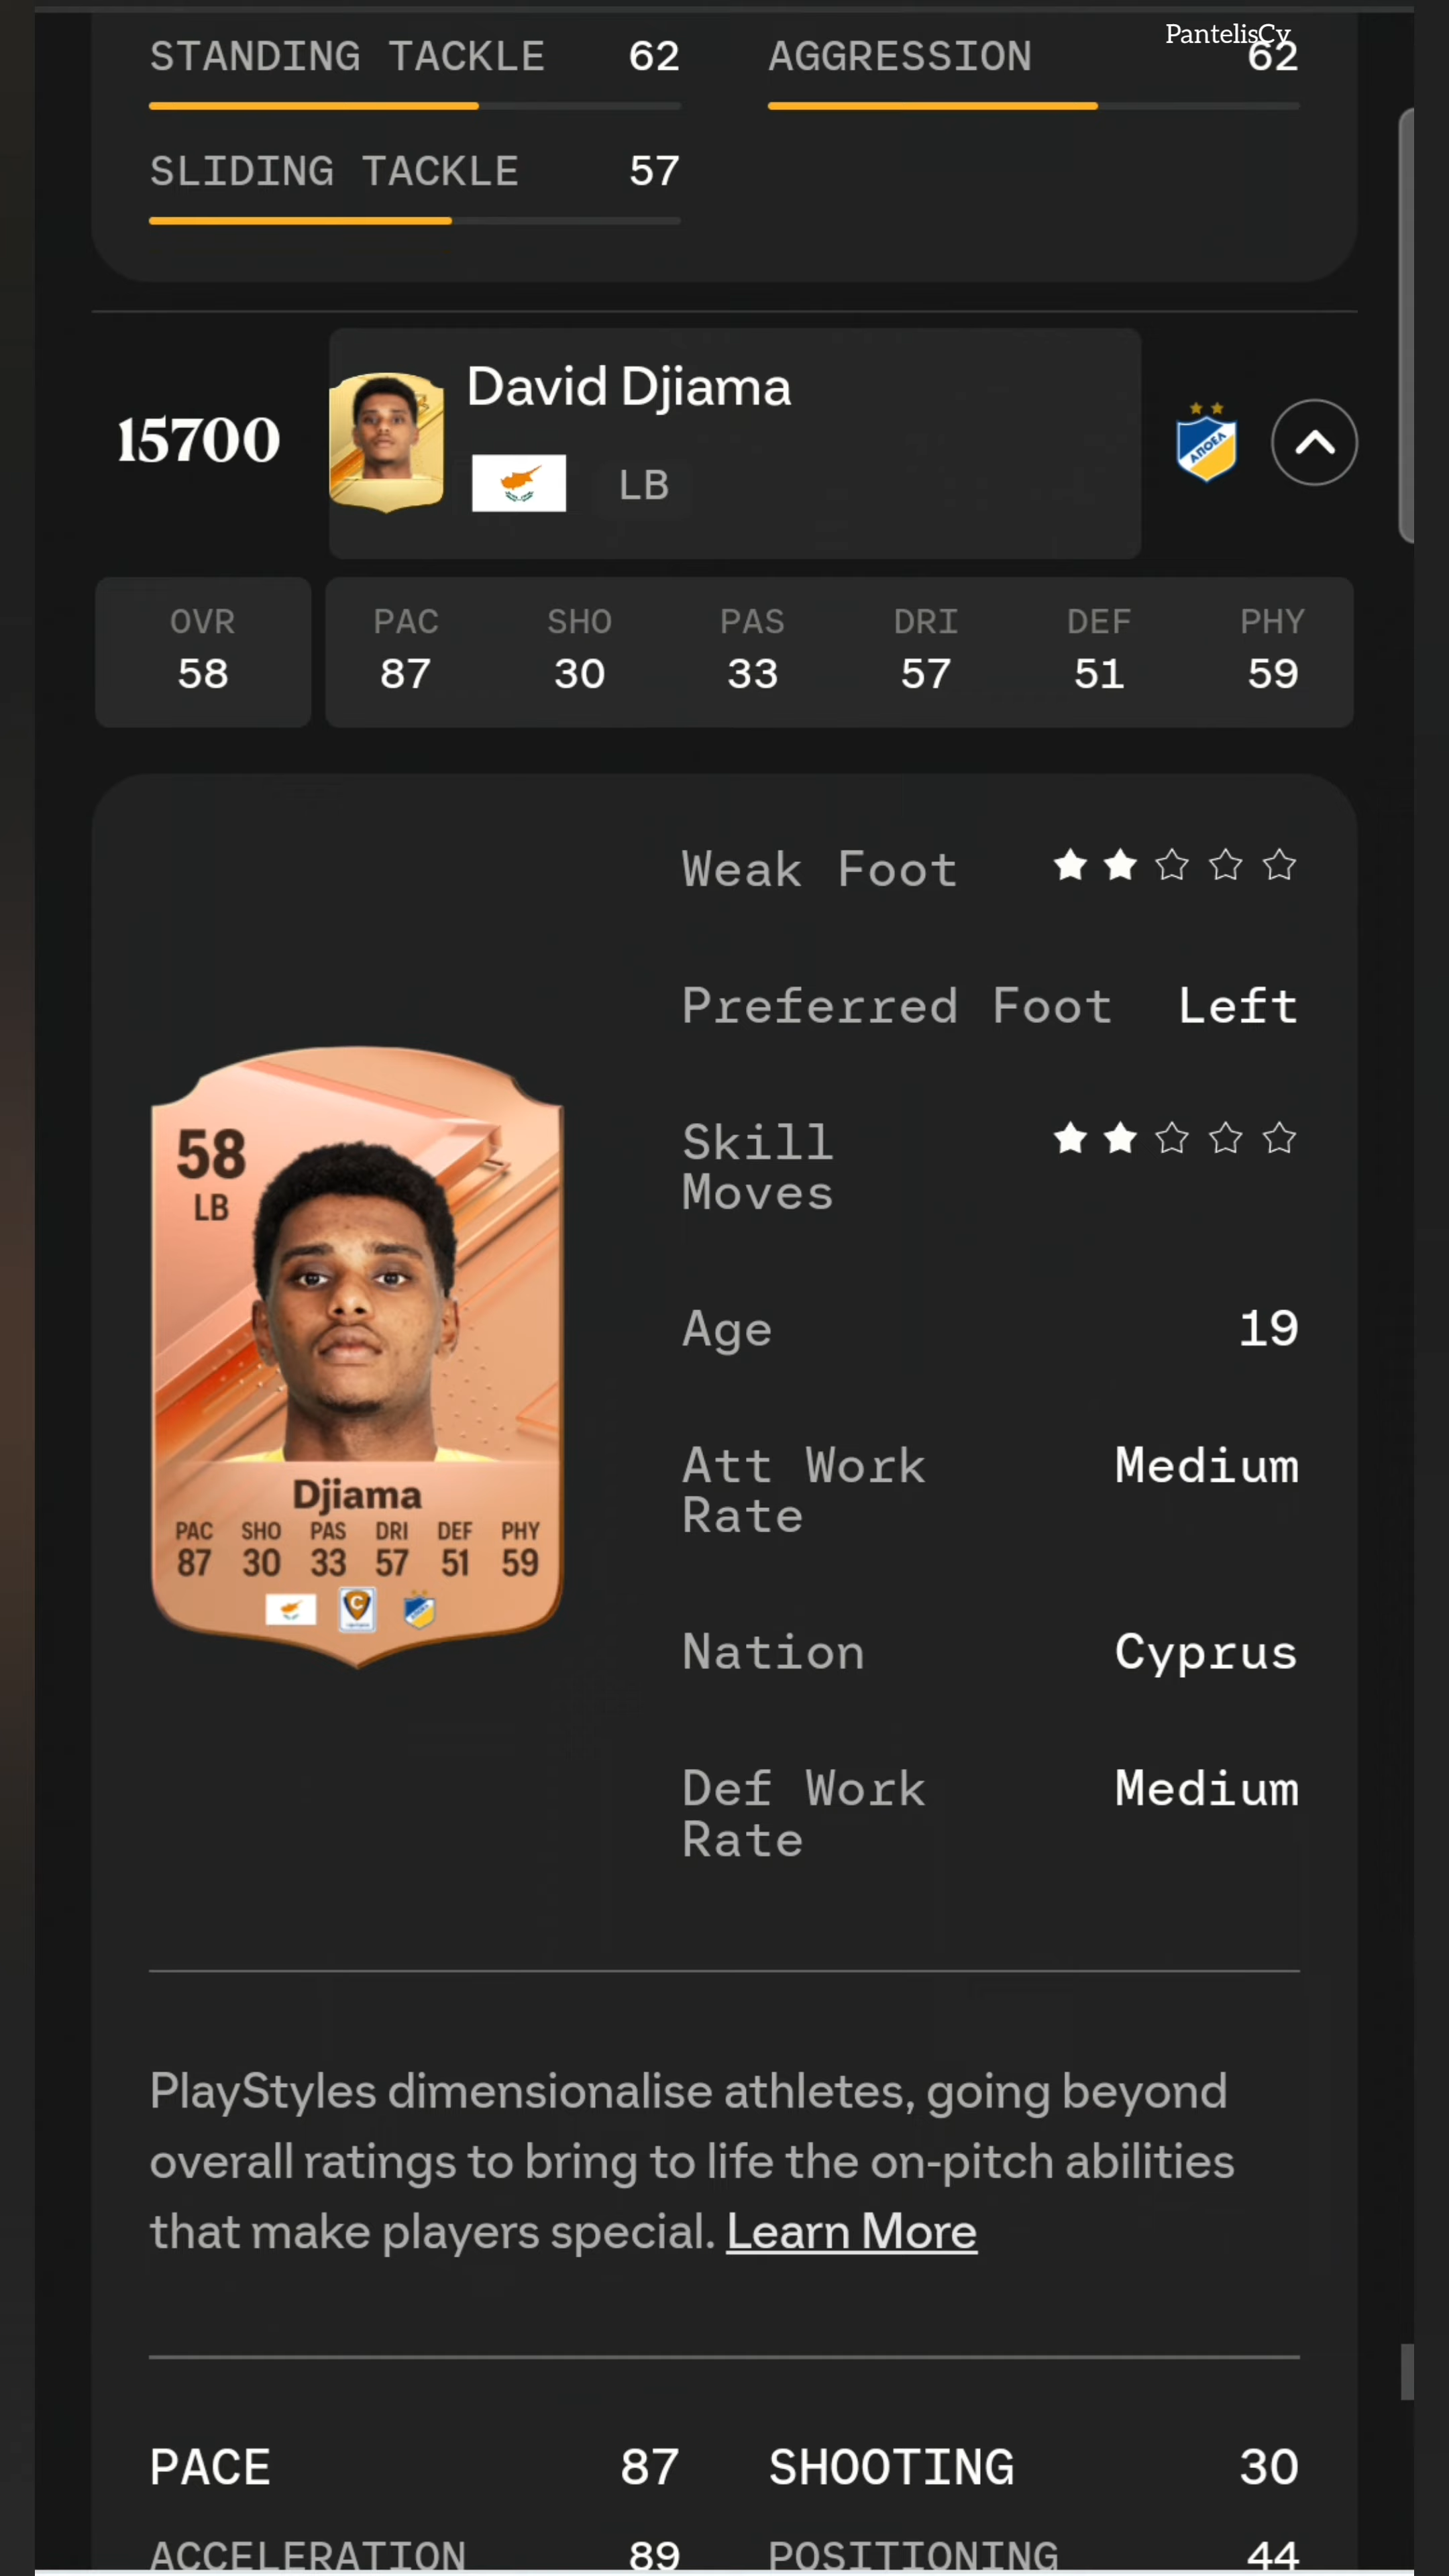 PantelisCy
STANDING TACKLE 62 AGGRESSION 62
SLIDING TACKLE 57
15700
David Djiama
LB
ΑΠΟΕΛ
OVR PAC SHO PAS DRI DEF PHY
58 87 30 33 57 51 59
Weak Foot
Preferred Foot Left
Skill
Moves
Age 19
Att Work Medium
Rate
Nation Cyprus
Def Work Medium
Rate
58
LB
Djiama
PAC SHO PAS DRI DEF PHY
87 30 33 57 51 59
C
PlayStyles dimensionalise athletes, going beyond
overall ratings to bring to life the on-pitch abilities
that make players special. Learn More
PACE 87 SHOOTING 30
ACCELERATION 89 POSITIONING 44